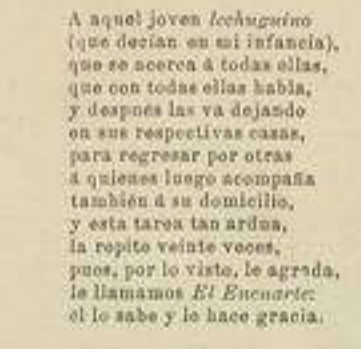 A aquel joven lechuguino
(que decían en mi infancia),
que se acerca á todas ellas,
que con todas ellas habla,
y después las va dejando
en sus respectivas casas,
para regresar por otras
á quienes luego acompaña
también á su domicilio,
y esta tarea tan ardua,
la repite veinte veces,
pues, por lo visto, le agrada,
le llamamos El Encuarte:
el lo sabe y le hace gracia.